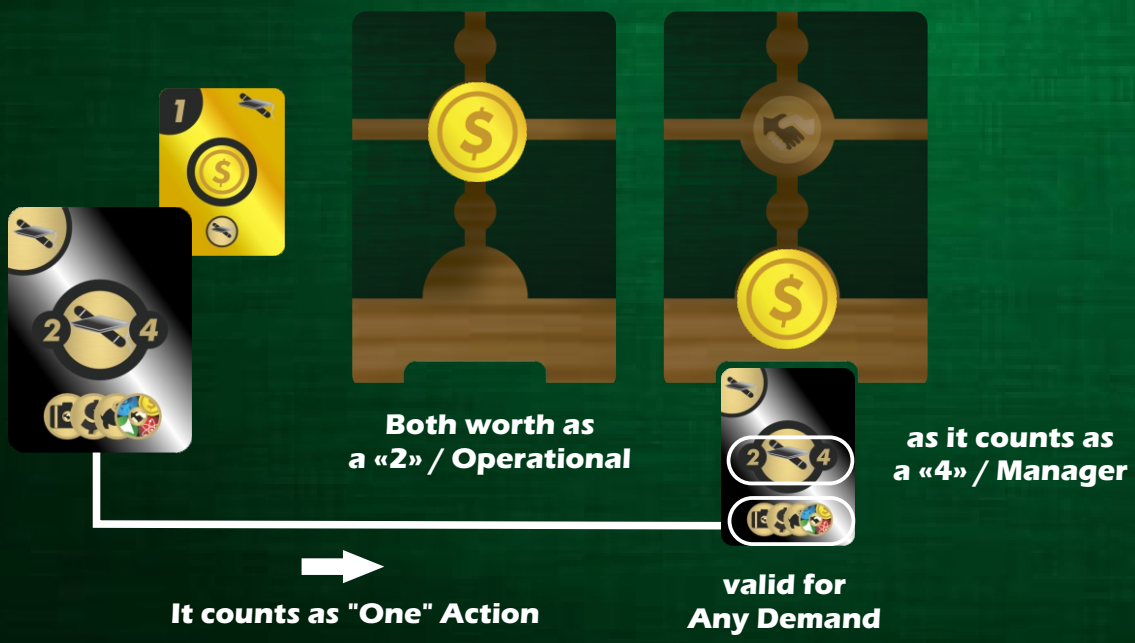 1
$
$
$
2 4
Both worth as
a «2» / Operational
2 4
as it counts as
a «4» / Manager
It counts as "One" Action
valid for
Any Demand